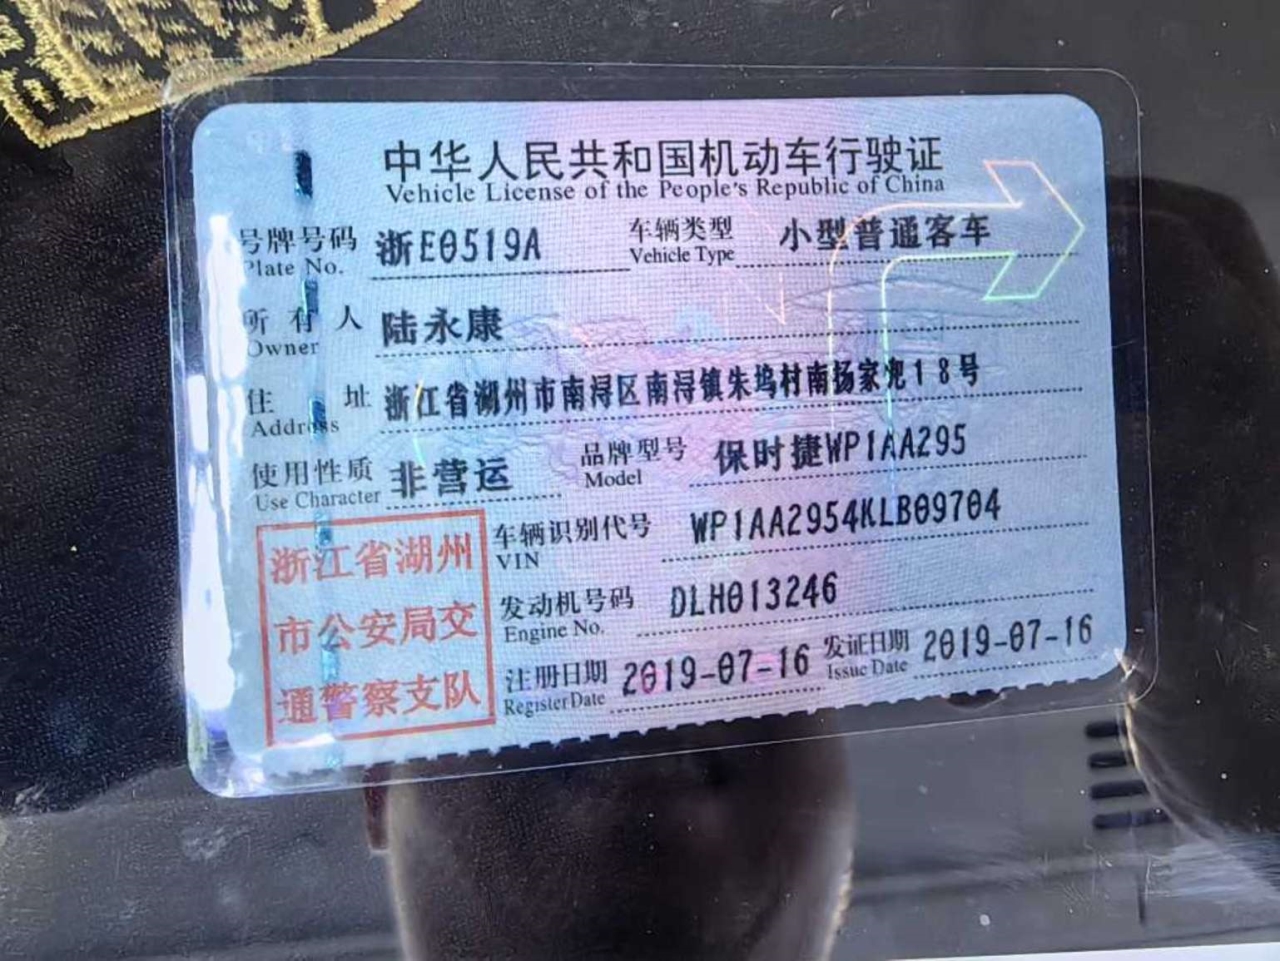 中华人民共和国机动车行驶证
Vehicle License of the People's Republic of China
号牌号码 浙E0519A 车辆类型 小型普通客车
Plate No. Vehicle Type
所有人 陆永康
Owner
住址 浙江省湖州市南浔区南浔镇朱坞村南扬家兜18号
Address
使用性质 非营运 品牌型号 保时捷WP1AA295
Use Character Model
浙江省湖州
市公安局交
通警察支队
车辆识别代号 WP1AA2954KLB09704
VIN
发动机号码 DLH013246
Engine No.
注册日期 2019-07-16 发证日期 2019-07-16
Register Date Issue Date